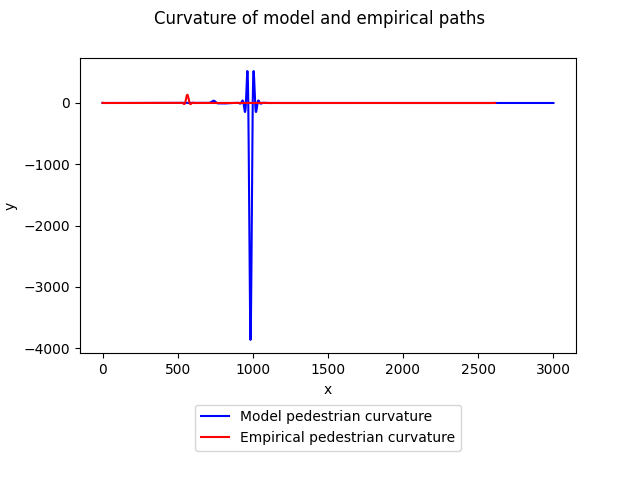 Curvature of model and empirical paths
0
−1000
−2000
−3000
−4000
y
0 500 1000 1500 2000 2500 3000
x
Model pedestrian curvature
Empirical pedestrian curvature